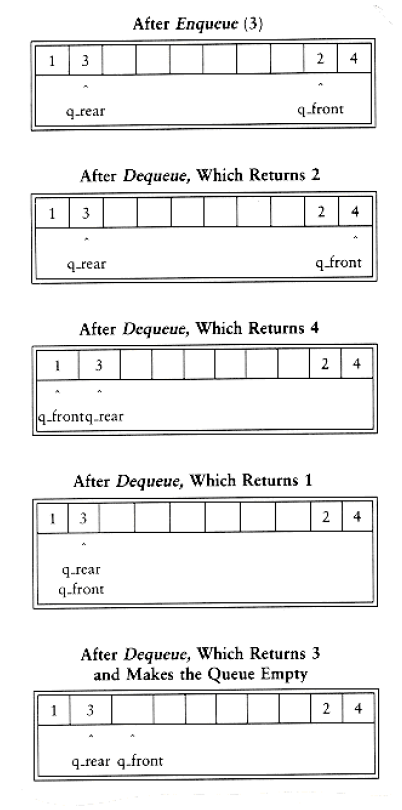 After Enqueue (3)
1 3 2 4
q_rear q_front
After Dequeue, Which Returns 2
1 3 2 4
q_rear q_front
After Dequeue, Which Returns 4
1 3 2 4
q_frontq_rear
After Dequeue, Which Returns 1
1 3 2 4
q_rear
q_front
After Dequeue, Which Returns 3
and Makes the Queue Empty
1 3 2 4
q_rear q_front